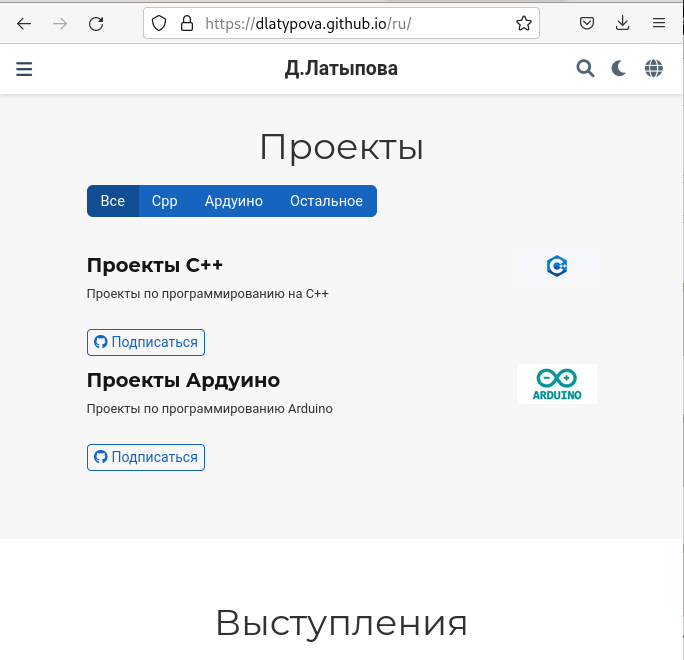 https://dlatypova.github.io/ru/
Д.Латыпова
Проекты
Все Cpp Ардуино Остальное
Проекты C++
Проекты по программированию на C++
Подписаться
Проекты Ардуино
ARDUINO
Проекты по программированию Arduino
Подписаться
Выступления